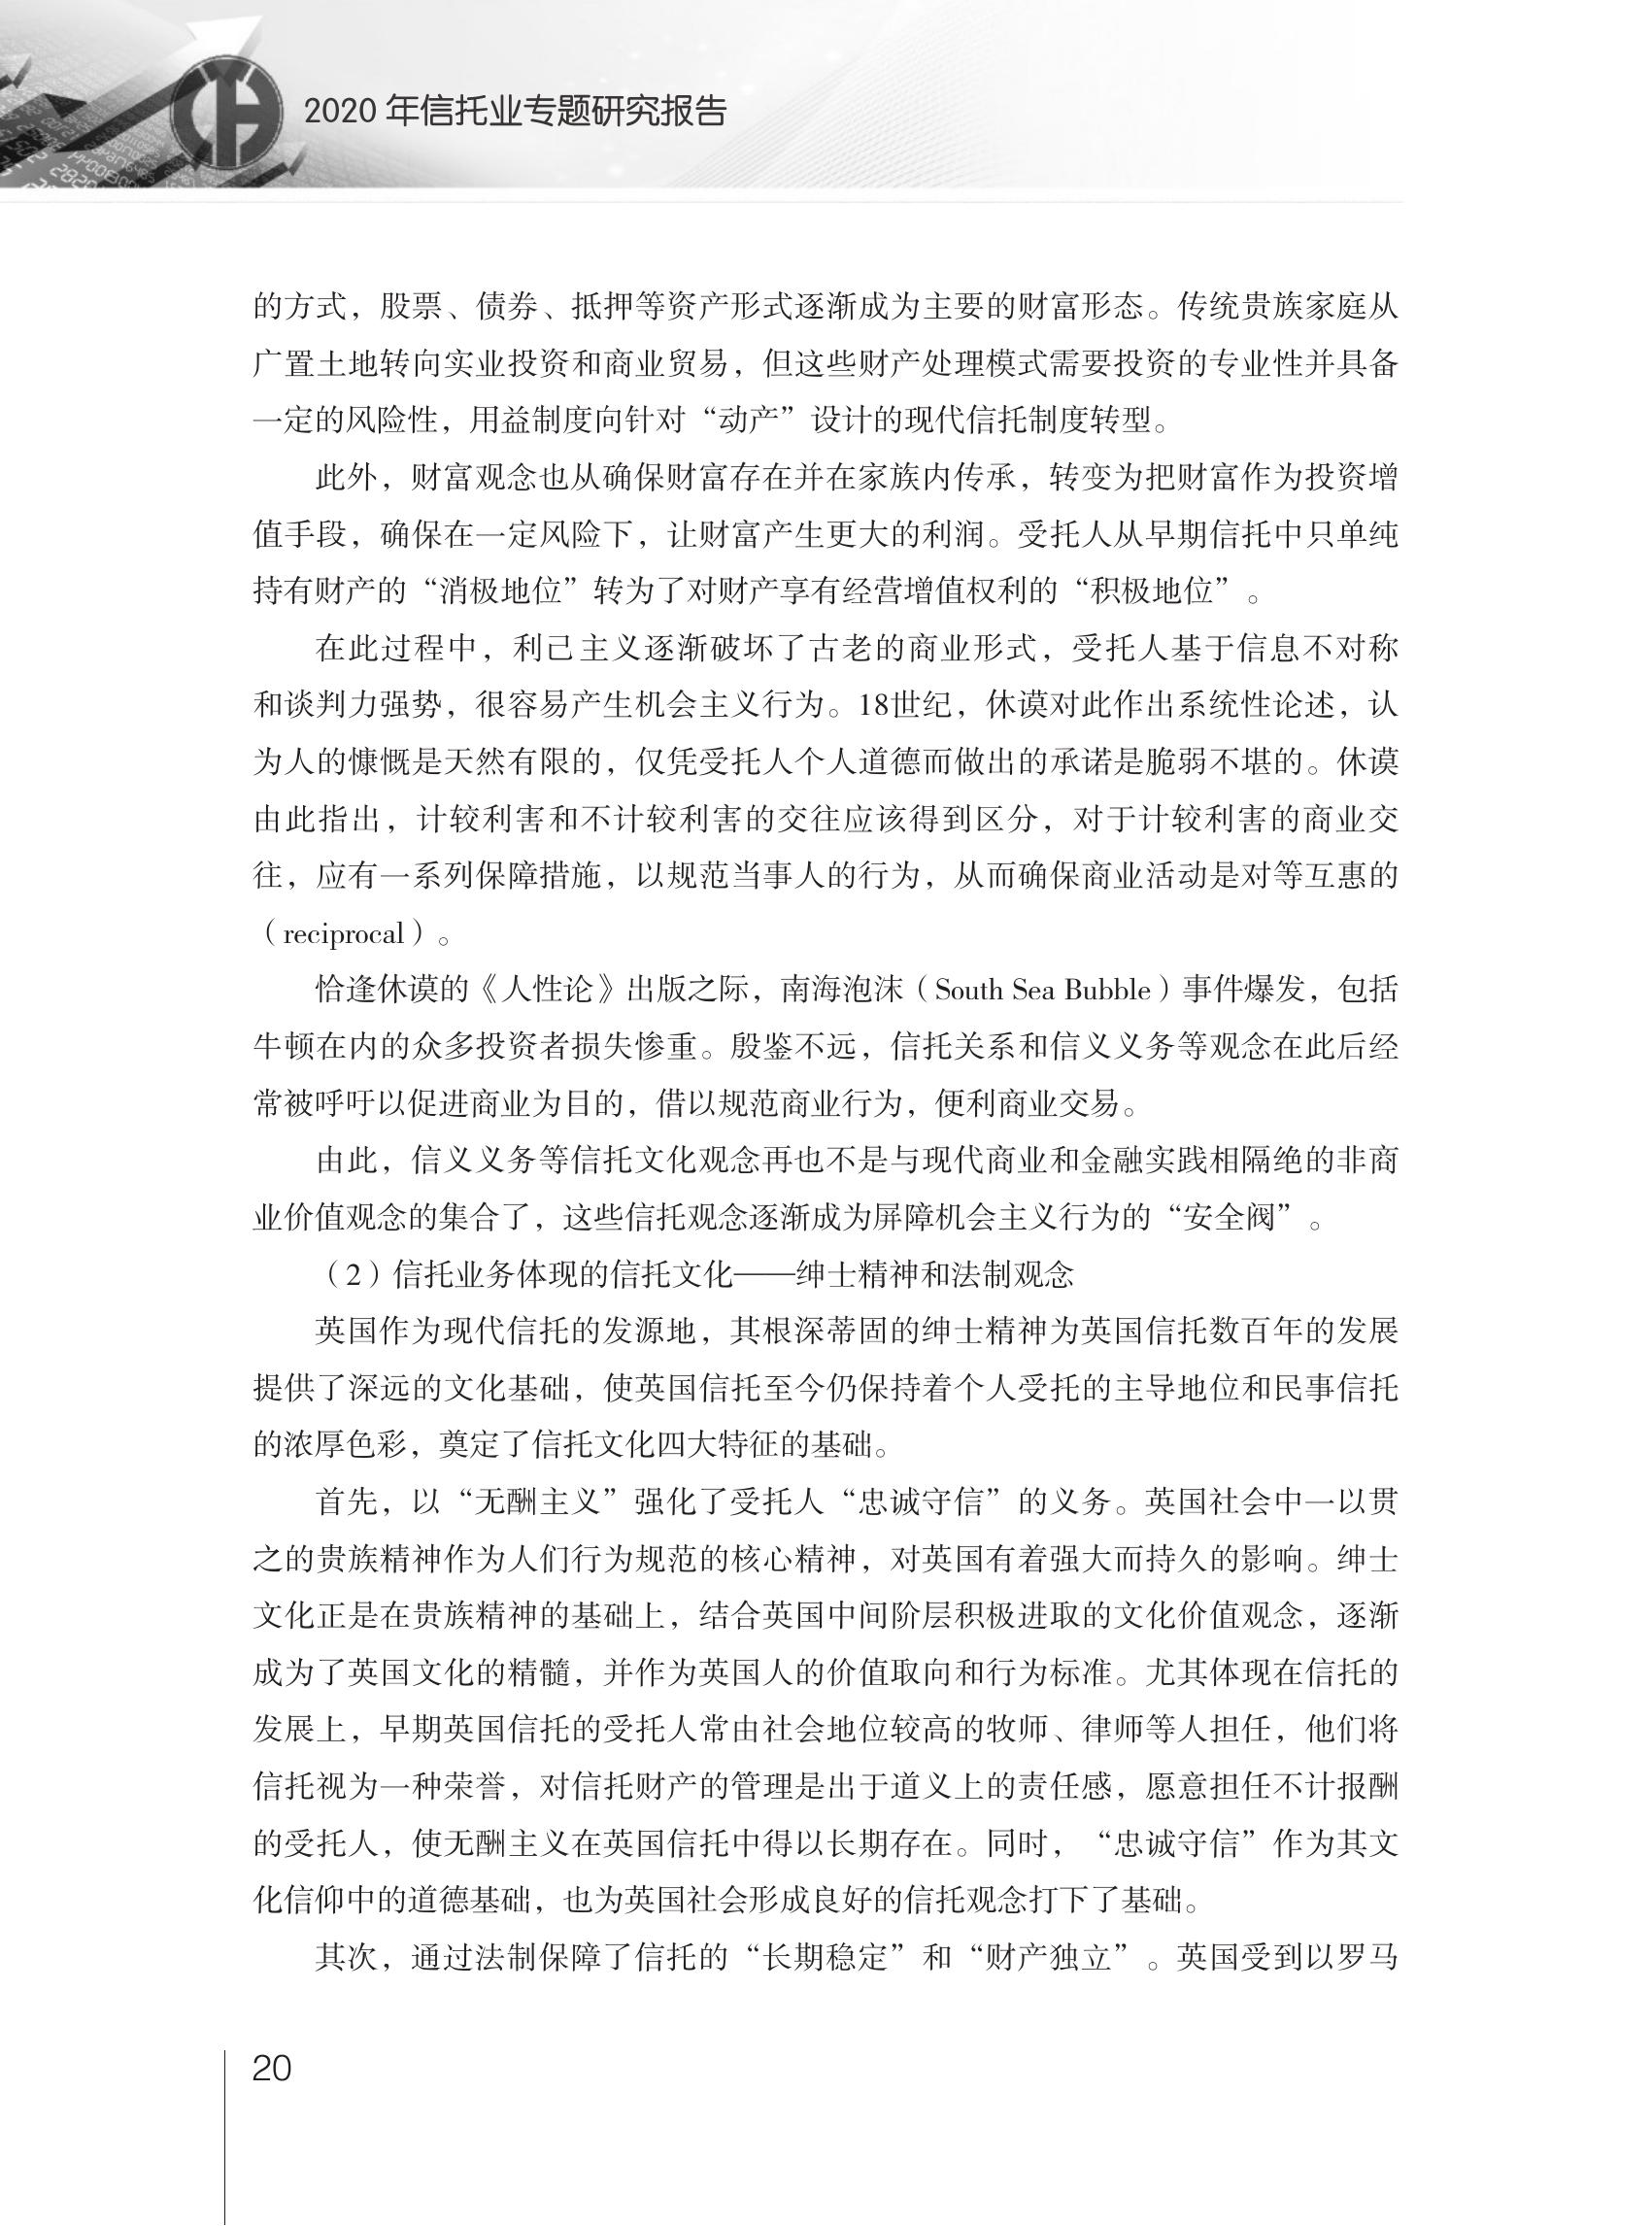 2020 年信托业专题研究报告
的方式，股票、债券、抵押等资产形式逐渐成为主要的财富形态。传统贵族家庭从
广置土地转向实业投资和商业贸易，但这些财产处理模式需要投资的专业性并具备
一定的风险性，用益制度向针对“动产”设计的现代信托制度转型。
此外，财富观念也从确保财富存在并在家族内传承，转变为把财富作为投资增
值手段，确保在一定风险下，让财富产生更大的利润。受托人从早期信托中只单纯
持有财产的“消极地位”转为了对财产享有经营增值权利的“积极地位”。
在此过程中，利己主义逐渐破坏了古老的商业形式，受托人基于信息不对称
和谈判力强势，很容易产生机会主义行为。18世纪，休谟对此作出系统性论述，认
为人的慷慨是天然有限的，仅凭受托人个人道德而做出的承诺是脆弱不堪的。休谟
由此指出，计较利害和不计较利害的交往应该得到区分，对于计较利害的商业交
往，应有一系列保障措施，以规范当事人的行为，从而确保商业活动是对等互惠的
（reciprocal）。
恰逢休谟的《人性论》出版之际，南海泡沫（South Sea Bubble）事件爆发，包括
牛顿在内的众多投资者损失惨重。殷鉴不远，信托关系和信义义务等观念在此后经
常被呼吁以促进商业为目的，借以规范商业行为，便利商业交易。
由此，信义义务等信托文化观念再也不是与现代商业和金融实践相隔绝的非商
业价值观念的集合了，这些信托观念逐渐成为屏障机会主义行为的“安全阀”。
（2）信托业务体现的信托文化——绅士精神和法制观念
英国作为现代信托的发源地，其根深蒂固的绅士精神为英国信托数百年的发展
提供了深远的文化基础，使英国信托至今仍保持着个人受托的主导地位和民事信托
的浓厚色彩，奠定了信托文化四大特征的基础。
首先，以“无酬主义”强化了受托人“忠诚守信”的义务。英国社会中一以贯
之的贵族精神作为人们行为规范的核心精神，对英国有着强大而持久的影响。绅士
文化正是在贵族精神的基础上，结合英国中间阶层积极进取的文化价值观念，逐渐
成为了英国文化的精髓，并作为英国人的价值取向和行为标准。尤其体现在信托的
发展上，早期英国信托的受托人常由社会地位较高的牧师、律师等人担任，他们将
信托视为一种荣誉，对信托财产的管理是出于道义上的责任感，愿意担任不计报酬
的受托人，使无酬主义在英国信托中得以长期存在。同时，“忠诚守信”作为其文
化信仰中的道德基础，也为英国社会形成良好的信托观念打下了基础。
其次，通过法制保障了信托的“长期稳定”和“财产独立”。英国受到以罗马
20